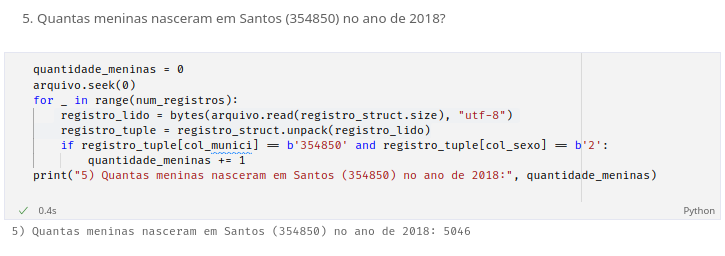 5. Quantas meninas nasceram em Santos (354850) no ano de 2018?
quantidade_meninas = 0
arquivo.seek(0)
for _ in range(num_registros):
    registro_lido = bytes(arquivo.read(registro_struct.size), "utf-8")
    registro_tuple = registro_struct.unpack(registro_lido)
    if registro_tuple[col_munici] == b'354850' and registro_tuple[col_sexo] == b'2':
        quantidade_meninas += 1
print("5) Quantas meninas nasceram em Santos (354850) no ano de 2018:", quantidade_meninas)
✓ 0.4s Python
5) Quantas meninas nasceram em Santos (354850) no ano de 2018: 5046